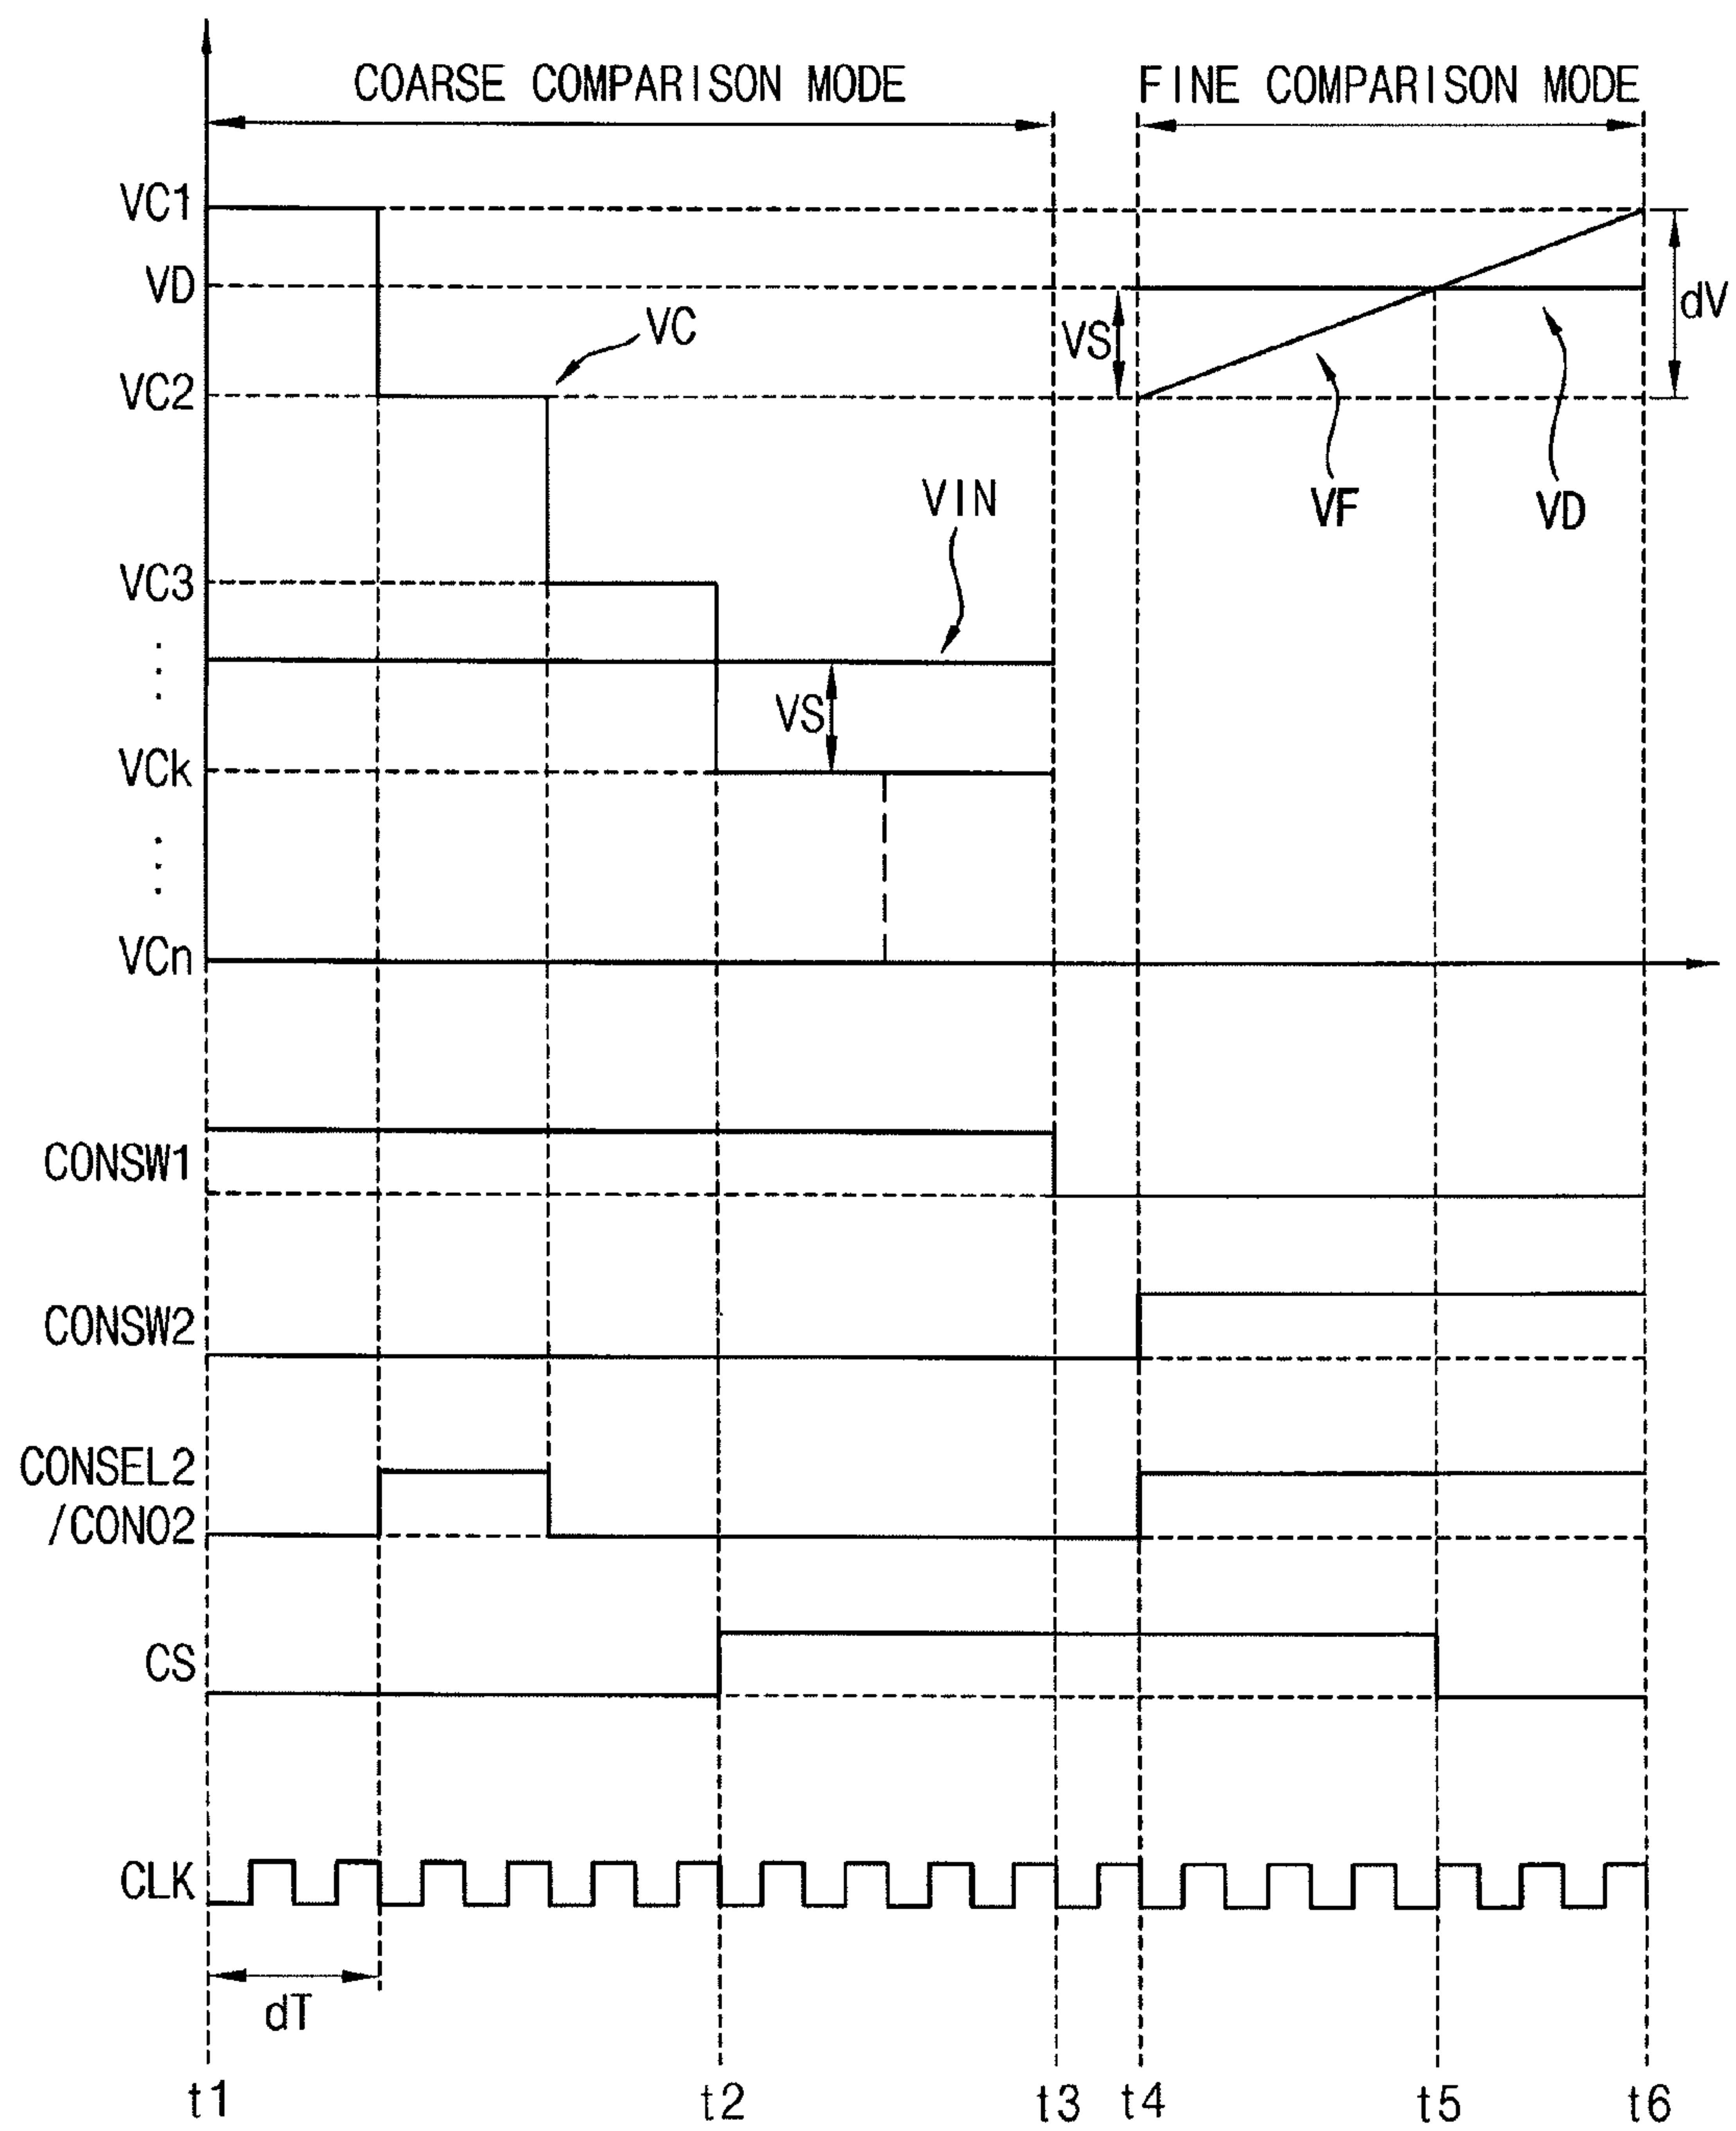 COARSE COMPARISON MODE
FINE COMPARISON MODE
VC1
VD
VS
dV
VC
VC2
VIN
VF
VD
VC3
VS
VCk
VCn
CONSW1
CONSW2
CONSEL2
/CONO2
CS
CLK
dT
t1
t2
t3
t4
t5
t6